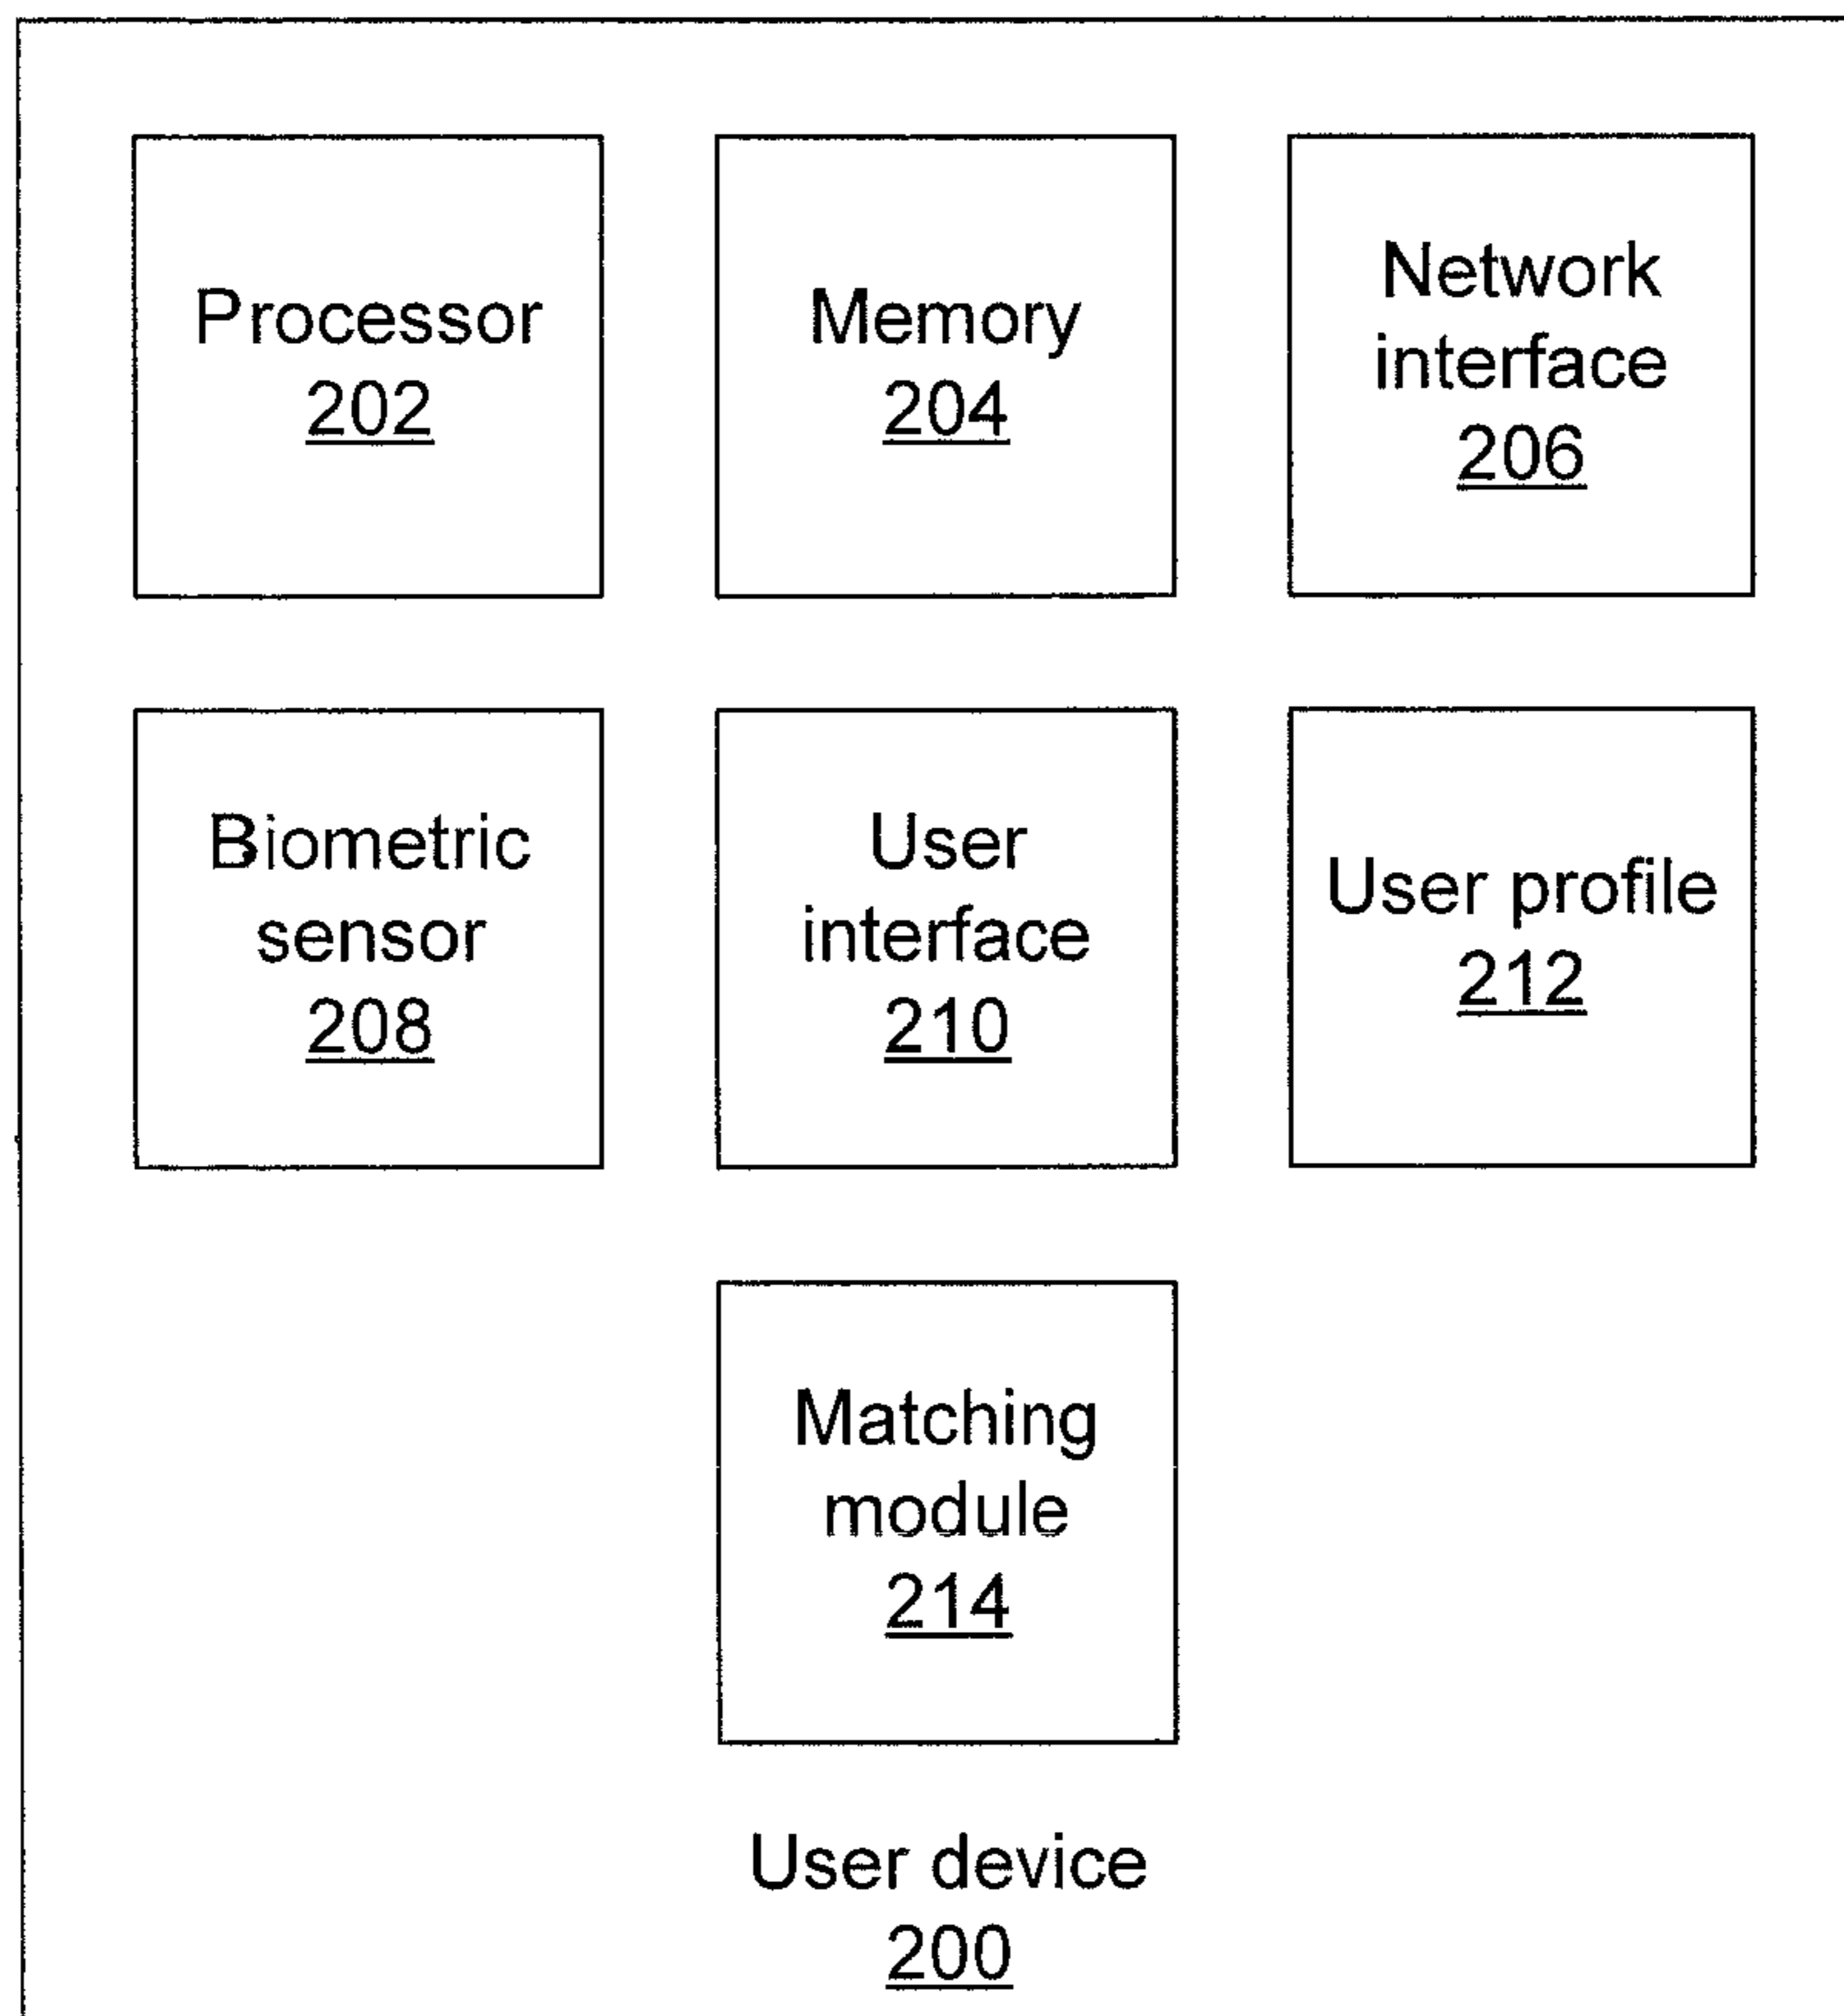 Processor
202
Memory
204
Network
interface
206
Biometric
sensor
208
User
interface
210
User profile
212
Matching
module
214
User device
200